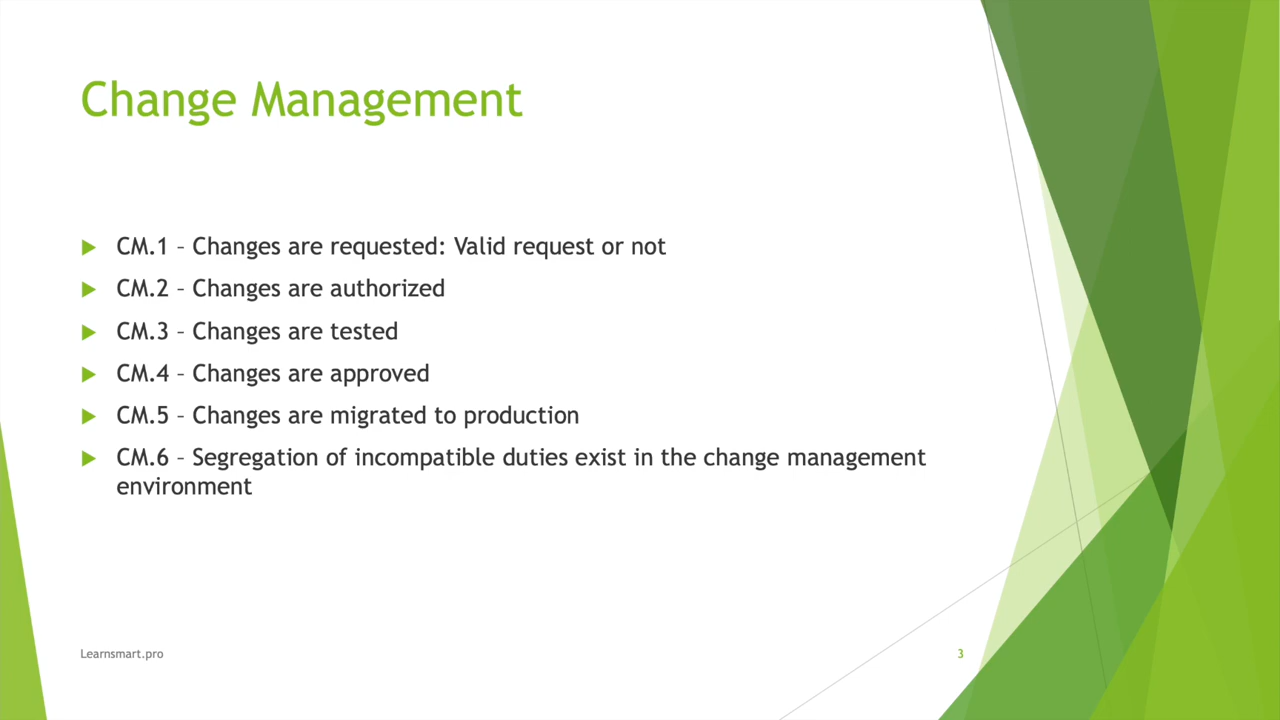 Change Management
CM.1 – Changes are requested: Valid request or not
CM.2 – Changes are authorized
CM.3 – Changes are tested
CM.4 – Changes are approved
CM.5 – Changes are migrated to production
CM.6 – Segregation of incompatible duties exist in the change management
environment
Learnsmart.pro
3